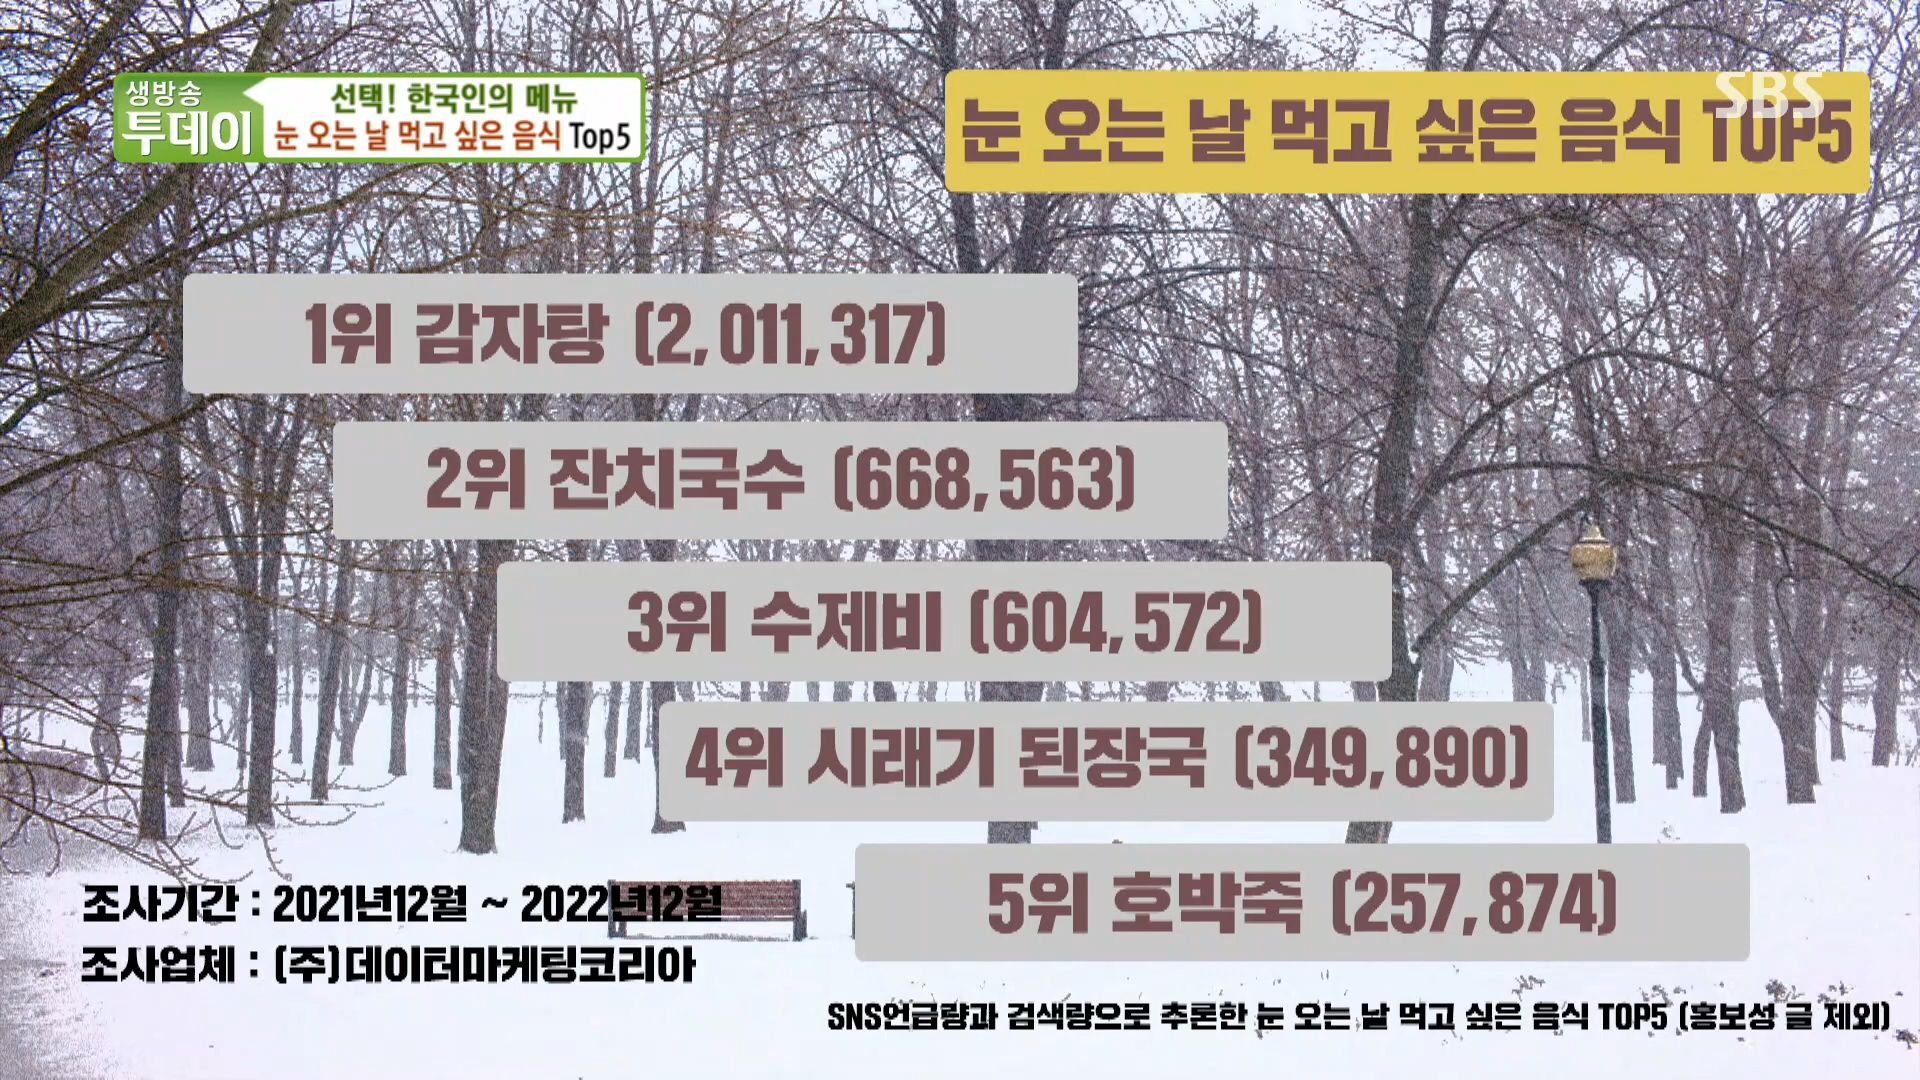 생방송
투데이
선택! 한국인의 메뉴
눈 오는 날 먹고 싶은 음식 Top5
SBS
눈 오는 날 먹고 싶은 음식 TOP5
1위 감자탕 (2,011,317)
2위 잔치국수 (668,563)
3위 수제비 (604,572)
4위 시래기 된장국 (349,890)
5위 호박죽 (257,874)
조사기간 : 2021년12월 ~ 2022년12월
조사업체 : (주)데이터마케팅코리아
SNS언급량과 검색량으로 추론한 눈 오는 날 먹고 싶은 음식 TOP5 (홍보성 글 제외)